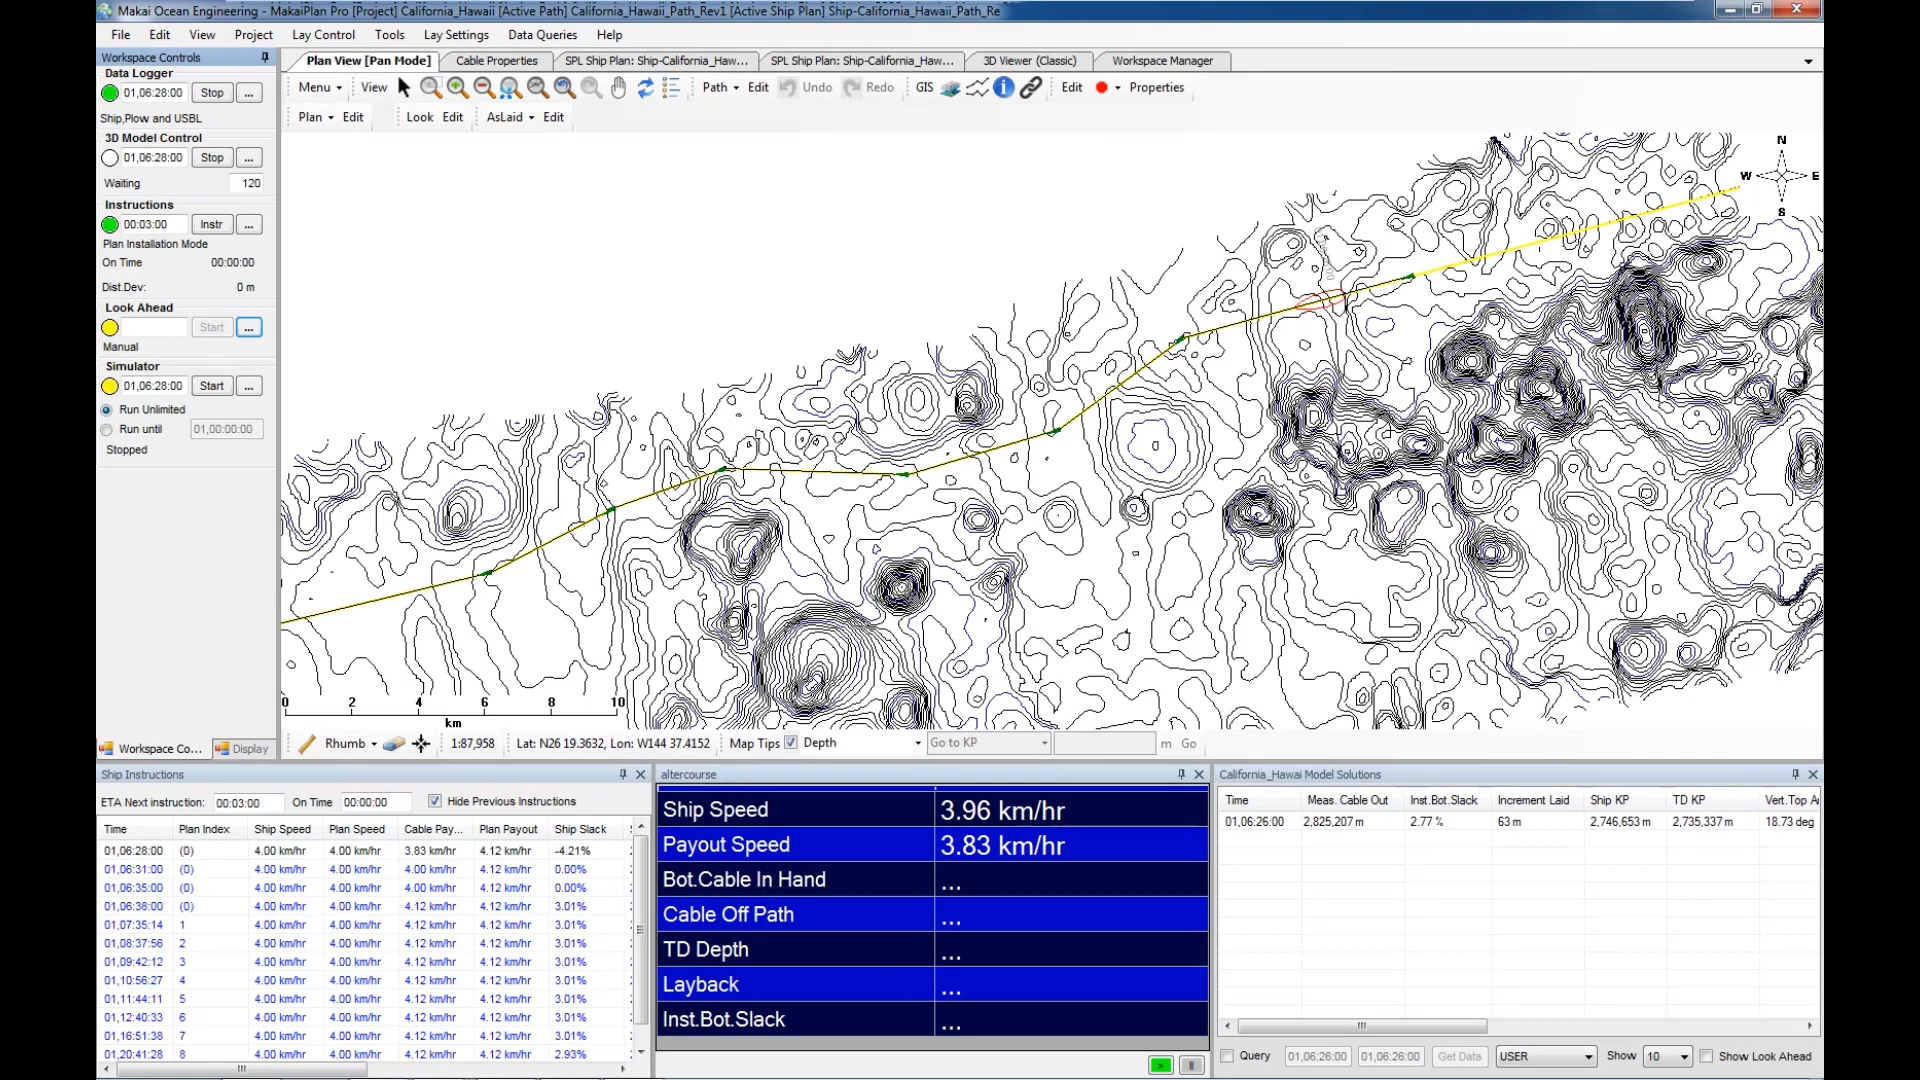 Makai Ocean Engineering - MakaiPlan Pro [Project] California_Hawaii [Active Path] California_Hawaii_Path_Rev1 [Active Ship Plan] Ship-California_Hawaii_Path_Re
File Edit View Project Lay Control Tools Lay Settings Data Queries Help
Workspace Controls
Plan View [Pan Mode] Cable Properties SPL Ship Plan: Ship-California_Haw... SPL Ship Plan: Ship-California_Haw... 3D Viewer (Classic) Workspace Manager
Menu View Path Edit Undo Redo GIS Edit Properties
Plan Edit Look Edit AsLaid Edit
Data Logger
01,06:28:00 Stop ...
Ship,Plow and USBL
3D Model Control
01,06:28:00 Stop ...
Waiting 120
Instructions
00:03:00 Instr ...
Plan Installation Mode
On Time 00:00:00
Dist.Dev: 0 m
Look Ahead
Start ...
Manual
Simulator
01,06:28:00 Start ...
Run Unlimited
Run until 01,00:00:00
Stopped
N
W E
S
0 2 4 6 8 10
km
Workspace Co... Display
Rhumb 1:87,958 Lat: N26 19.3632, Lon: W144 37.4152 Map Tips Depth Go to KP m Go
Ship Instructions
ETA Next instruction: 00:03:00 On Time 00:00:00 Hide Previous Instructions
Time Plan Index Ship Speed Plan Speed Cable Pay... Plan Payout Ship Slack
01,06:28:00 (0) 4.00 km/hr 4.00 km/hr 3.83 km/hr 4.12 km/hr -4.21%
01,06:31:00 (0) 4.00 km/hr 4.00 km/hr 4.00 km/hr 4.12 km/hr 0.00%
01,06:35:00 (0) 4.00 km/hr 4.00 km/hr 4.00 km/hr 4.12 km/hr 0.00%
01,06:38:00 (0) 4.00 km/hr 4.00 km/hr 4.12 km/hr 4.12 km/hr 3.01%
01,07:35:14 1 4.00 km/hr 4.00 km/hr 4.12 km/hr 4.12 km/hr 3.01%
01,08:37:56 2 4.00 km/hr 4.00 km/hr 4.12 km/hr 4.12 km/hr 3.01%
01,09:42:12 3 4.00 km/hr 4.00 km/hr 4.12 km/hr 4.12 km/hr 3.01%
01,10:56:27 4 4.00 km/hr 4.00 km/hr 4.12 km/hr 4.12 km/hr 3.01%
01,11:44:11 5 4.00 km/hr 4.00 km/hr 4.12 km/hr 4.12 km/hr 3.01%
01,12:40:33 6 4.00 km/hr 4.00 km/hr 4.12 km/hr 4.12 km/hr 3.01%
01,16:51:38 7 4.00 km/hr 4.00 km/hr 4.12 km/hr 4.12 km/hr 3.01%
01,20:41:28 8 4.00 km/hr 4.00 km/hr 4.12 km/hr 4.12 km/hr 2.93%
altercourse
Ship Speed 3.96 km/hr
Payout Speed 3.83 km/hr
Bot.Cable In Hand ...
Cable Off Path ...
TD Depth ...
Layback ...
Inst.Bot.Slack ...
California_Hawai Model Solutions
Time Meas. Cable Out Inst.Bot.Slack Increment Laid Ship KP TD KP Vert.Top A
01,06:26:00 2,825,207 m 2.77 % 63 m 2,746,653 m 2,735,337 m 18.73 deg
Query 01,06:26:00 01,06:26:00 Get Data USER Show 10 Show Look Ahead